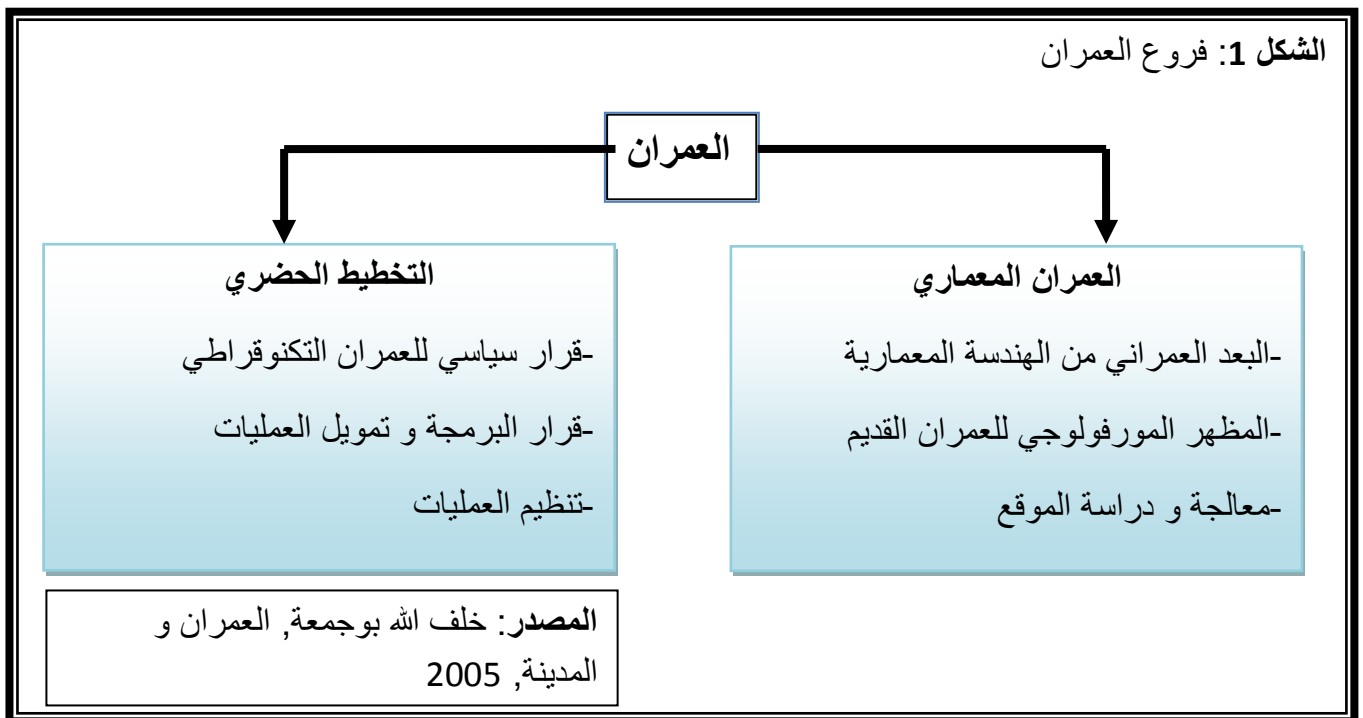 الشكل 1: فروع العمران
العمران
العمران المعماري
-البعد العمراني من الهندسة المعمارية
-المظهر المورفولوجي للعمران القديم
-معالجة و دراسة الموقع
التخطيط الحضري
-قرار سياسي للعمران التكنوقراطي
-قرار البرمجة و تمويل العمليات
-تنظيم العمليات
المصدر: خلف الله بوجمعة, العمران و
المدينة, 2005